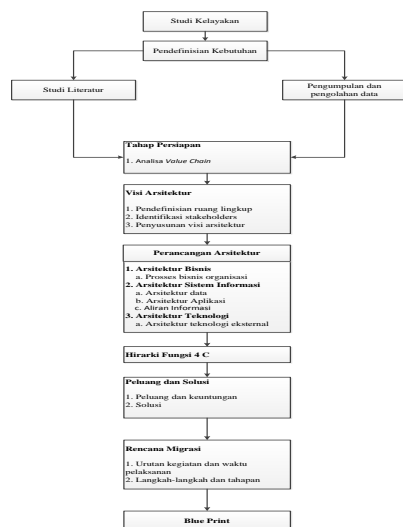 Studi Kelayakan
Pendefinisian Kebutuhan
Studi Literatur
Pengumpulan dan
pengolahan data
Tahap Persiapan
1. Analisa Value Chain
Visi Arsitektur
1. Pendefinisian ruang lingkup
2. Identifikasi stakeholders
3. Penyusunan visi arsitektur
Perancangan Arsitektur
1. Arsitektur Bisnis
a. Prosses bisnis organisasi
2. Arsitektur Sistem Informasi
a. Arsitektur data
b. Arsitektur Aplikasi
c. Aliran Informasi
3. Arsitektur Teknologi
a. Arsitektur teknologi eksternal
Hirarki Fungsi 4 C
Peluang dan Solusi
1. Peluang dan keuntungan
2. Solusi
Rencana Migrasi
1. Urutan kegiatan dan waktu
pelaksanaan
2. Langkah-langkah dan tahapan
Blue Print